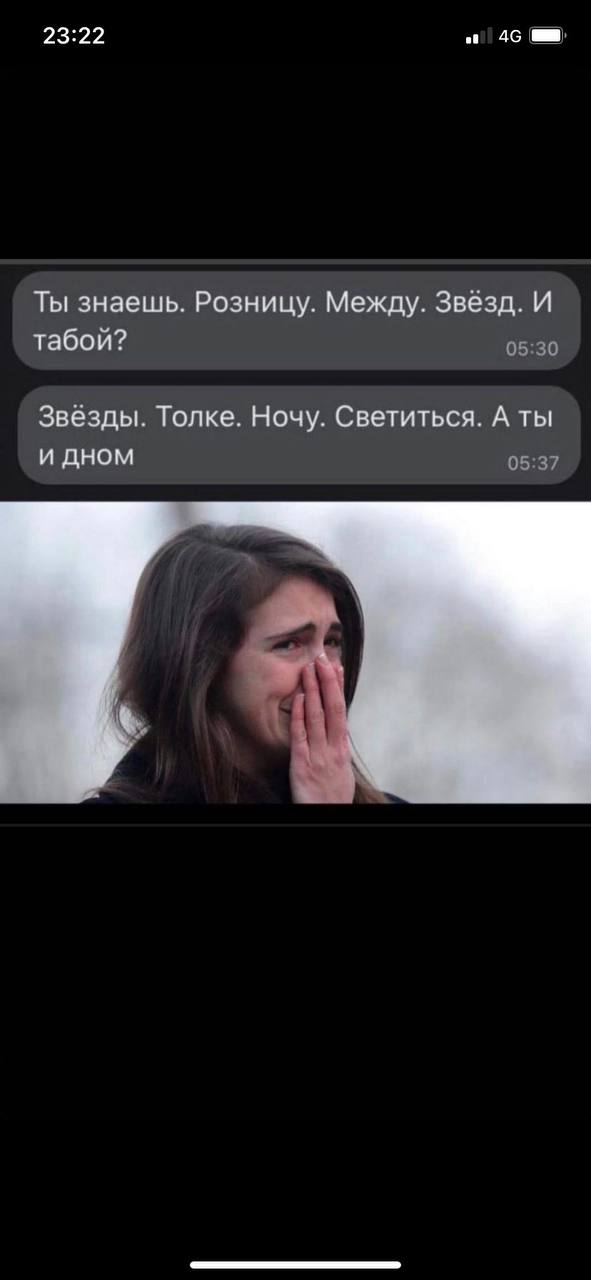 23:22
4G
Ты знаешь. Розницу. Между. Звёзд. И
табой?
05:30
Звёзды. Толке. Ночу. Светиться. А ты
и дном
05:37